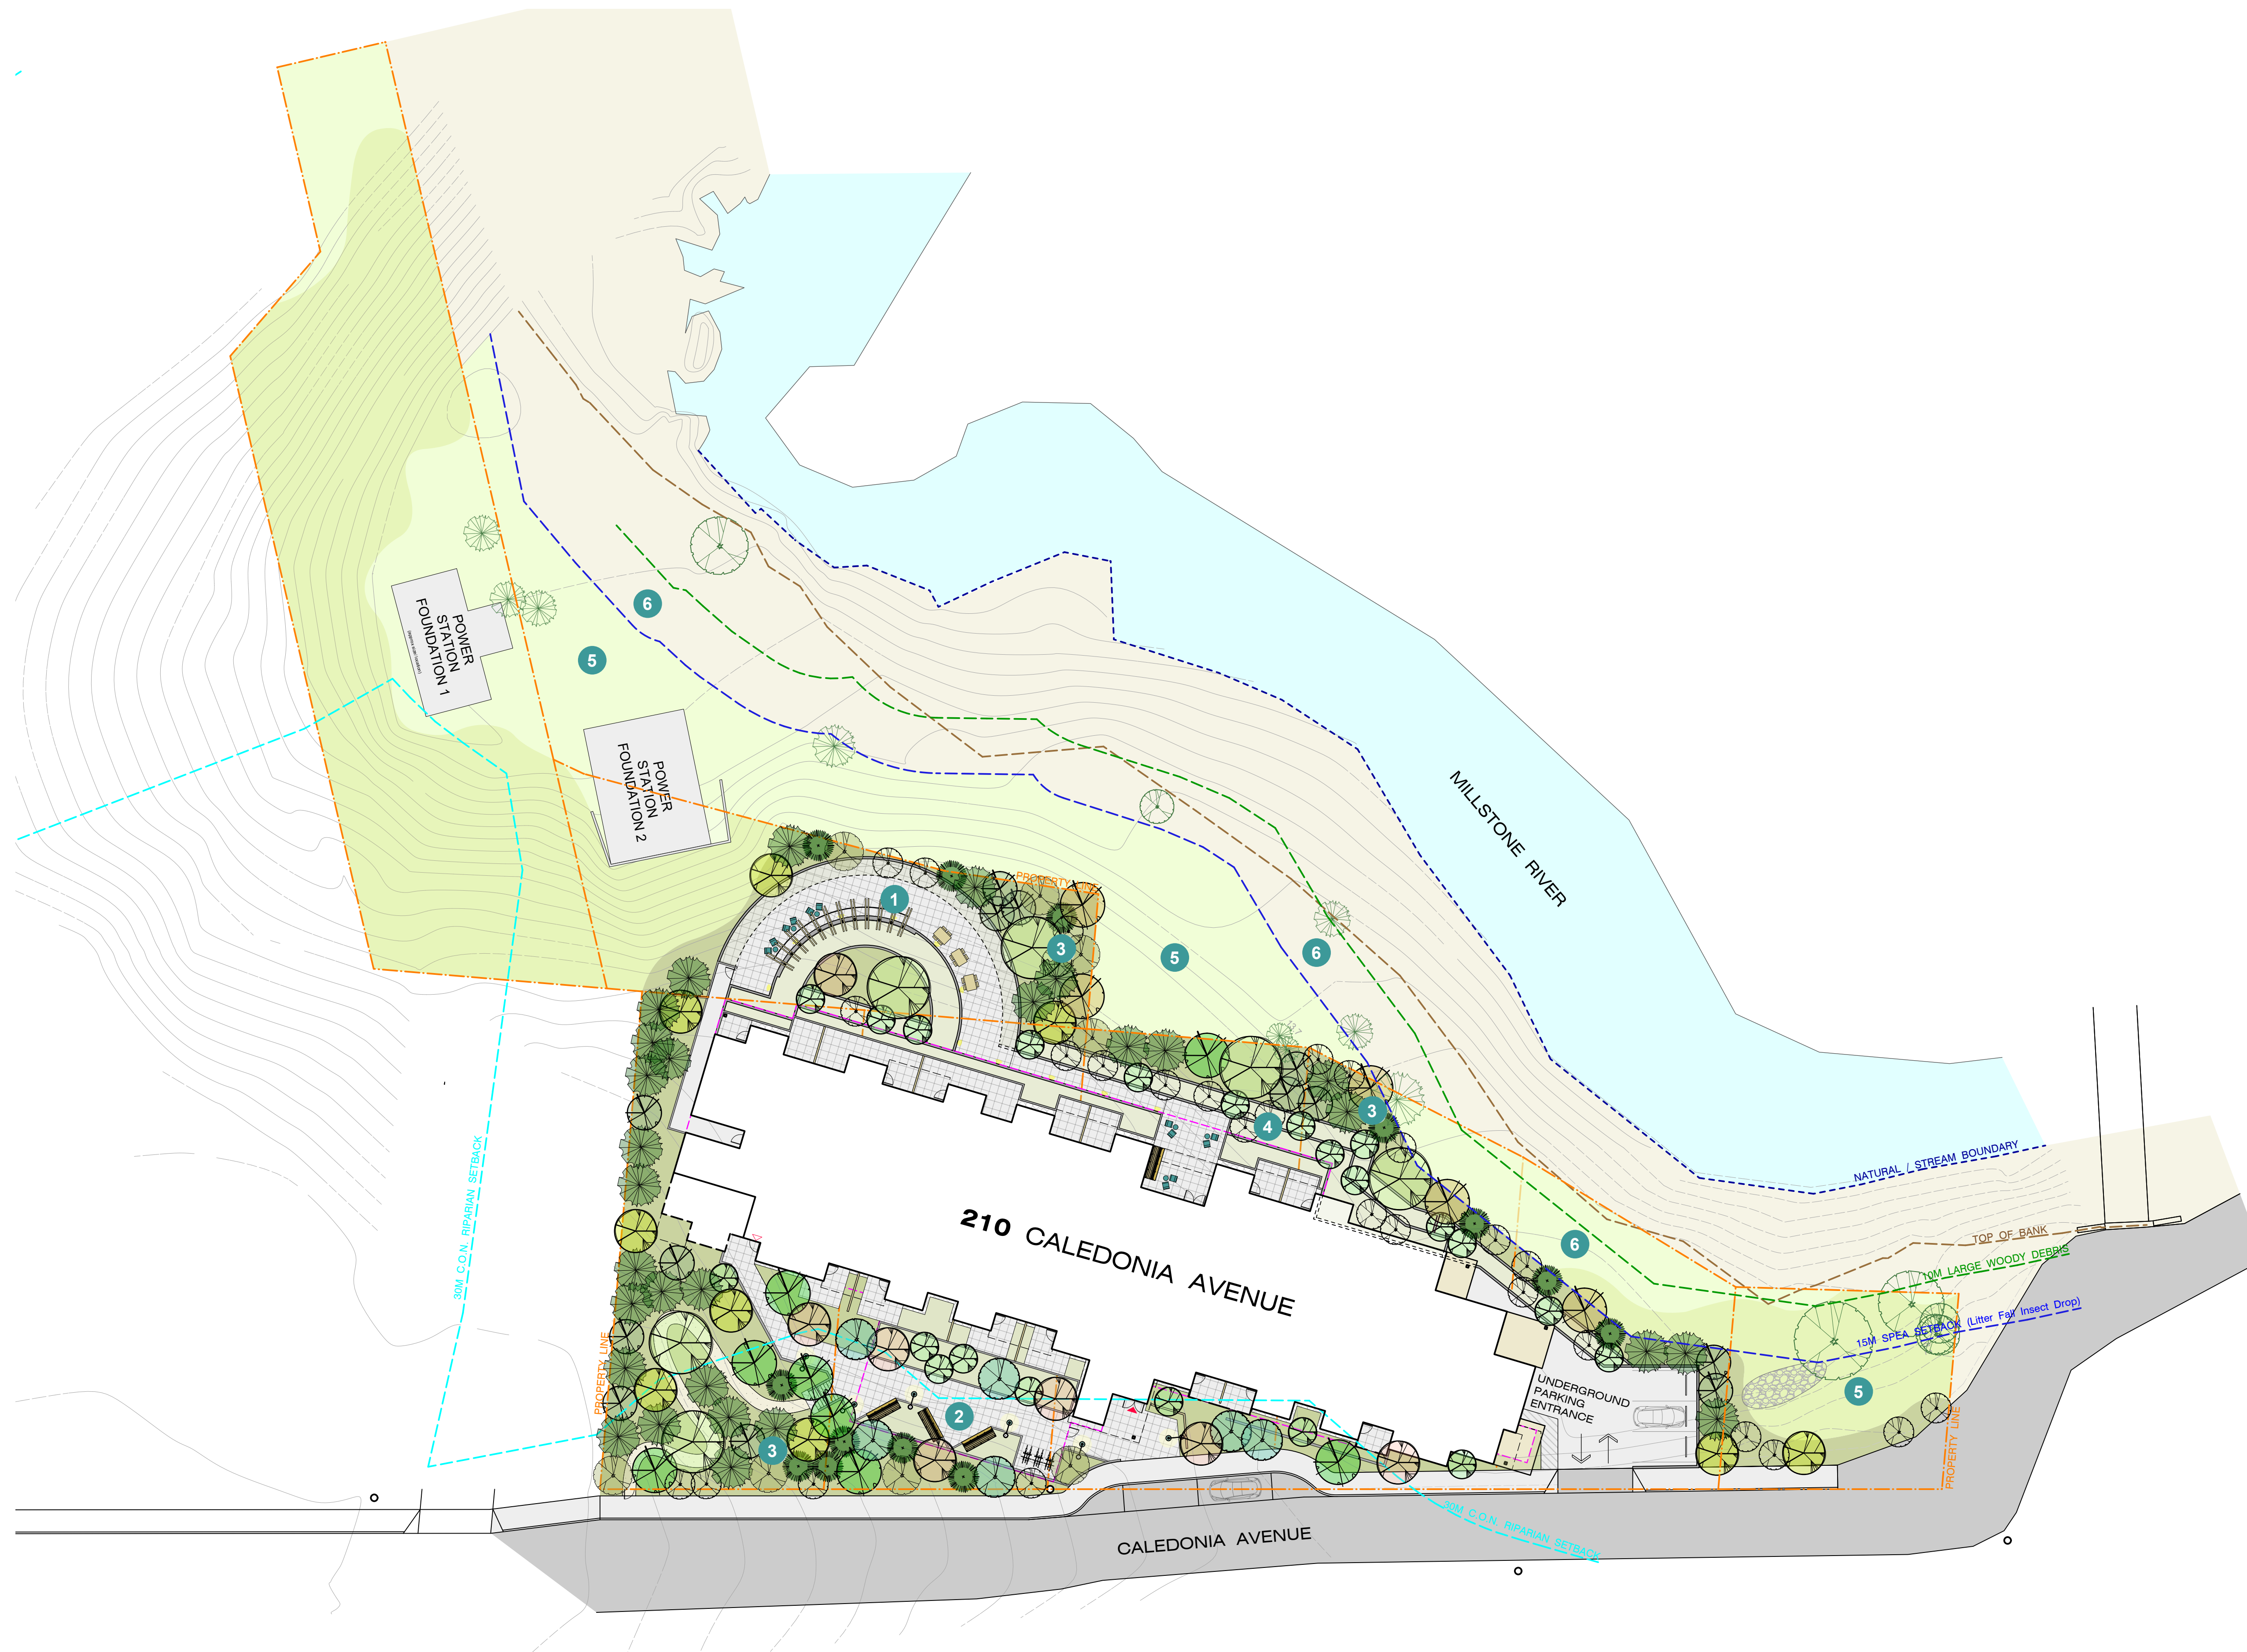 6
5
POWER
STATION
FOUNDATION 1
POWER
STATION
FOUNDATION 2
MILLSTONE RIVER
1
PROPERTY LINE
3
5
6
3
4
NATURAL / STREAM BOUNDARY
TOP OF BANK
10M LARGE WOODY DEBRIS
15M SPEA SETBACK (Litter Fall Insect Drop)
6
30M C.O.N. RIPARIAN SETBACK
210 CALEDONIA AVENUE
PROPERTY LINE
UNDERGROUND
PARKING
ENTRANCE
5
2
3
PROPERTY LINE
30M C.O.N. RIPARIAN SETBACK
CALEDONIA AVENUE